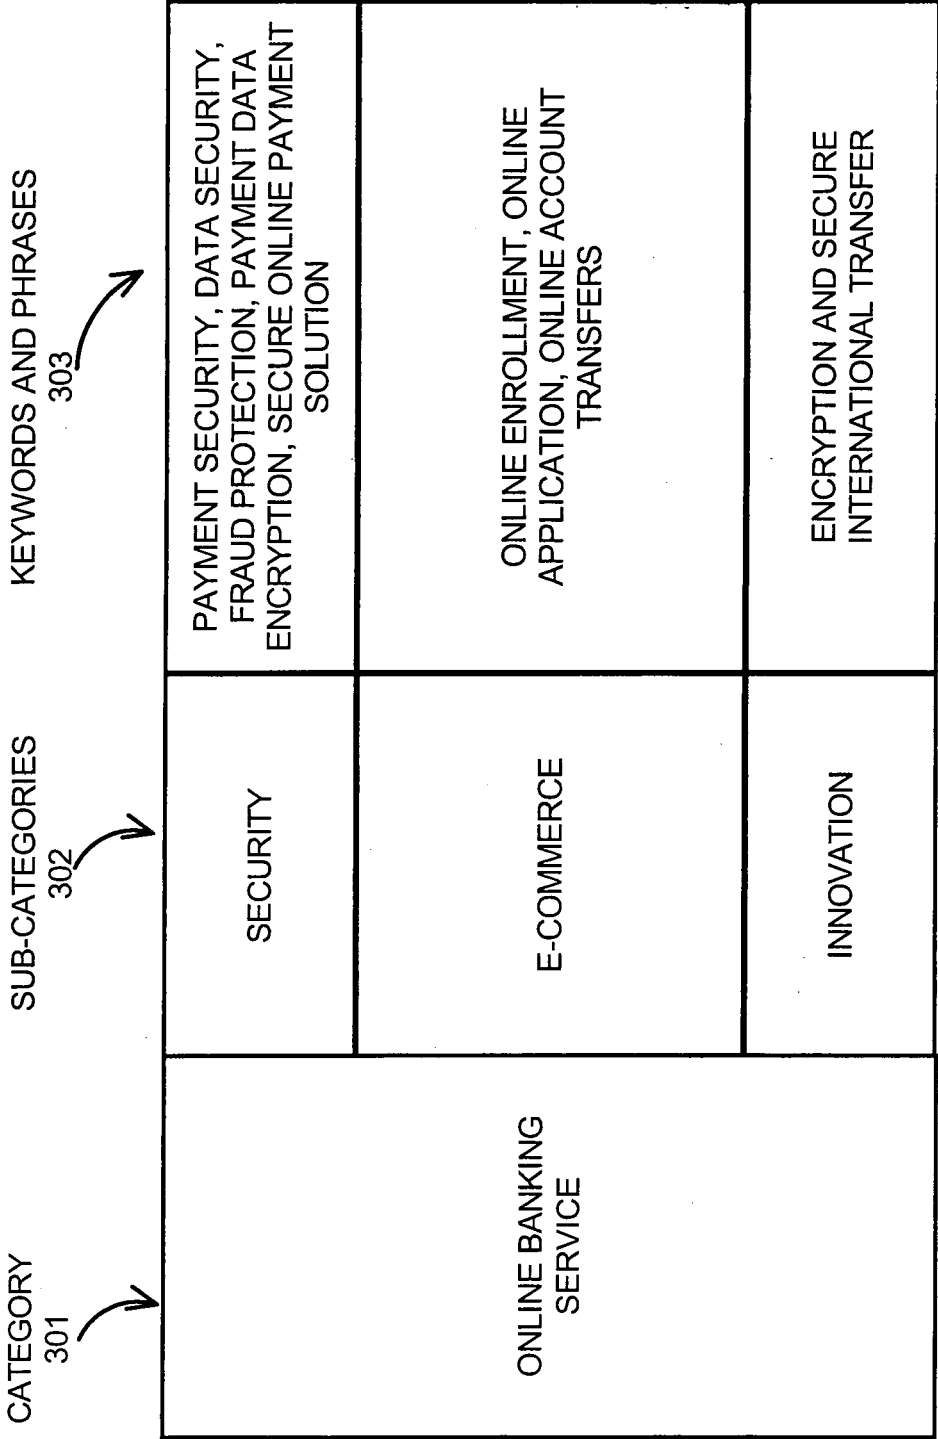 CATEGORY
301
SUB-CATEGORIES
302
KEYWORDS AND PHRASES
303
ONLINE BANKING
SERVICE
SECURITY
PAYMENT SECURITY, DATA SECURITY,
FRAUD PROTECTION, PAYMENT DATA
ENCRYPTION, SECURE ONLINE PAYMENT
SOLUTION
E-COMMERCE
ONLINE ENROLLMENT, ONLINE
APPLICATION, ONLINE ACCOUNT
TRANSFERS
INNOVATION
ENCRYPTION AND SECURE
INTERNATIONAL TRANSFER